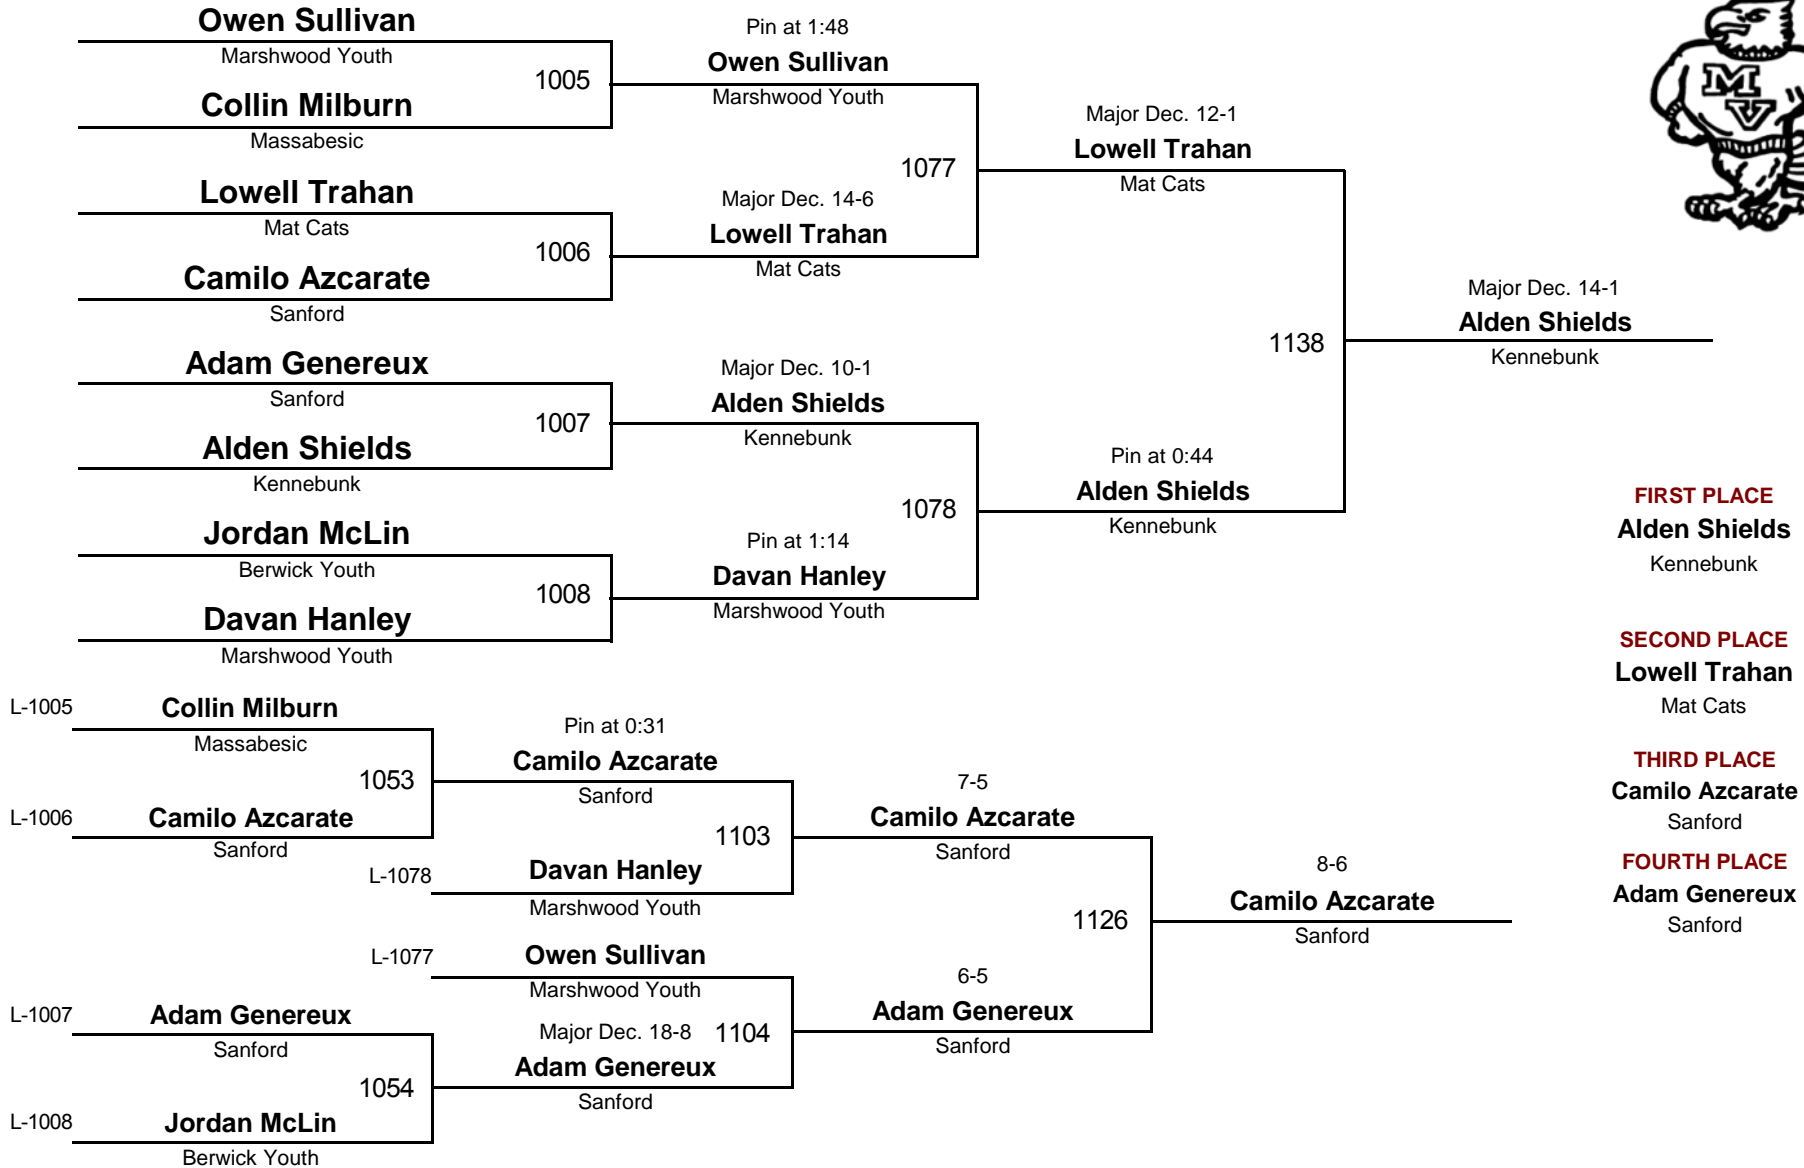 Owen Sullivan
Marshwood Youth
1005
Collin Milburn
Massabesic
Lowell Trahan
Mat Cats
1006
Camilo Azcarate
Sanford
Adam Genereux
Sanford
1007
Alden Shields
Kennebunk
Jordan McLin
Berwick Youth
1008
Davan Hanley
Marshwood Youth
Pin at 1:48
Owen Sullivan
Marshwood Youth
1077
Major Dec. 14-6
Lowell Trahan
Mat Cats
Major Dec. 10-1
Alden Shields
Kennebunk
1078
Pin at 1:14
Davan Hanley
Marshwood Youth
Major Dec. 12-1
Lowell Trahan
Mat Cats
1138
Pin at 0:44
Alden Shields
Kennebunk
Major Dec. 14-1
Alden Shields
Kennebunk
M
V
FIRST PLACE
Alden Shields
Kennebunk
SECOND PLACE
Lowell Trahan
Mat Cats
THIRD PLACE
Camilo Azcarate
Sanford
FOURTH PLACE
Adam Genereux
Sanford
L-1005
Collin Milburn
Massabesic
1053
L-1006
Camilo Azcarate
Sanford
Pin at 0:31
Camilo Azcarate
Sanford
1103
L-1078
Davan Hanley
Marshwood Youth
L-1077
Owen Sullivan
Marshwood Youth
L-1007
Adam Genereux
Sanford
1054
L-1008
Jordan McLin
Berwick Youth
Major Dec. 18-8
1104
Adam Genereux
Sanford
7-5
Camilo Azcarate
Sanford
1126
6-5
Adam Genereux
Sanford
8-6
Camilo Azcarate
Sanford